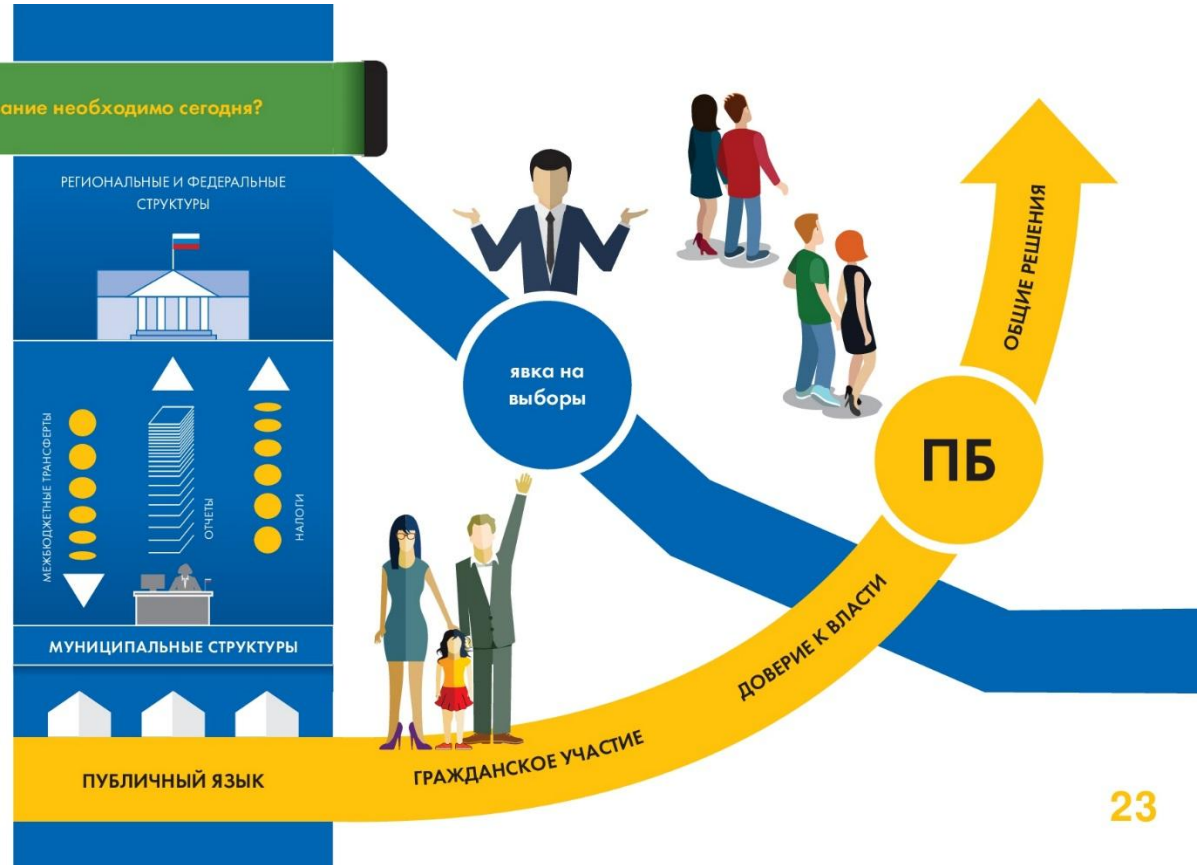 ание необходимо сегодня?
РЕГИОНАЛЬНЫЕ И ФЕДЕРАЛЬНЫЕ
СТРУКТУРЫ
МЕЖБЮДЖЕТНЫЕ ТРАНСФЕРТЫ
ОТЧЕТЫ
НАЛОГИ
МУНИЦИПАЛЬНЫЕ СТРУКТУРЫ
ПУБЛИЧНЫЙ ЯЗЫК
ГРАЖДАНСКОЕ УЧАСТИЕ
ДОВЕРИЕ К ВЛАСТИ
ПБ
ОБЩИЕ РЕШЕНИЯ
явка на
выборы
23